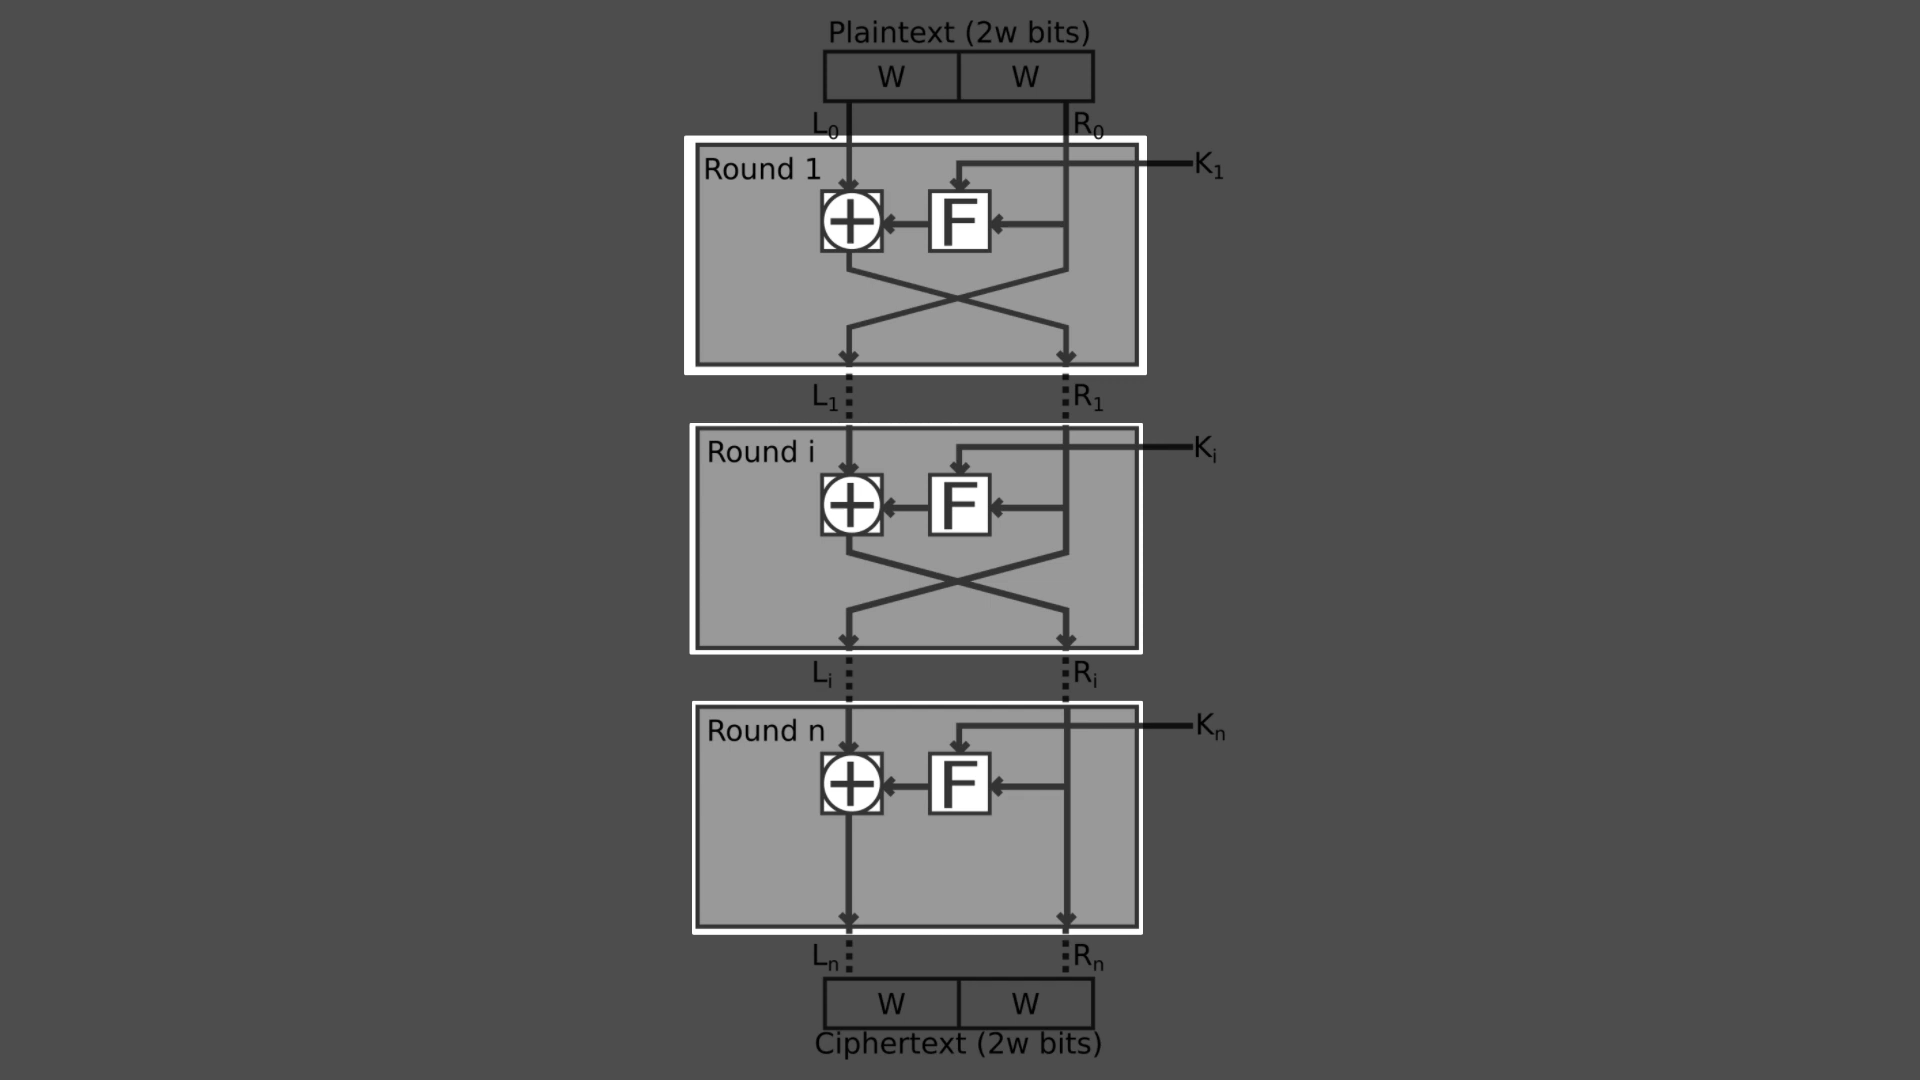 Plaintext (2w bits)
W W
L₀ R₀
Round 1 K₁
+ F
L₁ R₁
Round i Kᵢ
+ F
Lᵢ Rᵢ
Round n Kₙ
+ F
Lₙ Rₙ
W W
Ciphertext (2w bits)